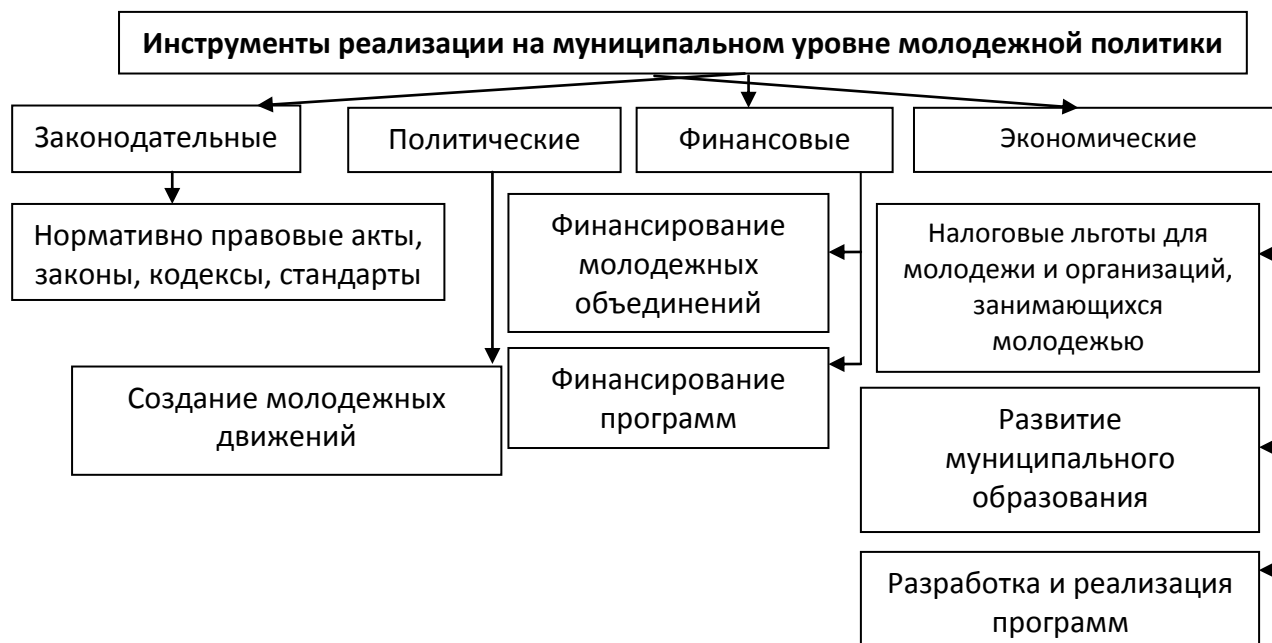 Инструменты реализации на муниципальном уровне молодежной политики
Законодательные
Политические
Финансовые
Экономические
Нормативно правовые акты,
законы, кодексы, стандарты
Создание молодежных
движений
Финансирование
молодежных
объединений
Финансирование
программ
Налоговые льготы для
молодежи и организаций,
занимающихся
молодежью
Развитие
муниципального
образования
Разработка и реализация
программ